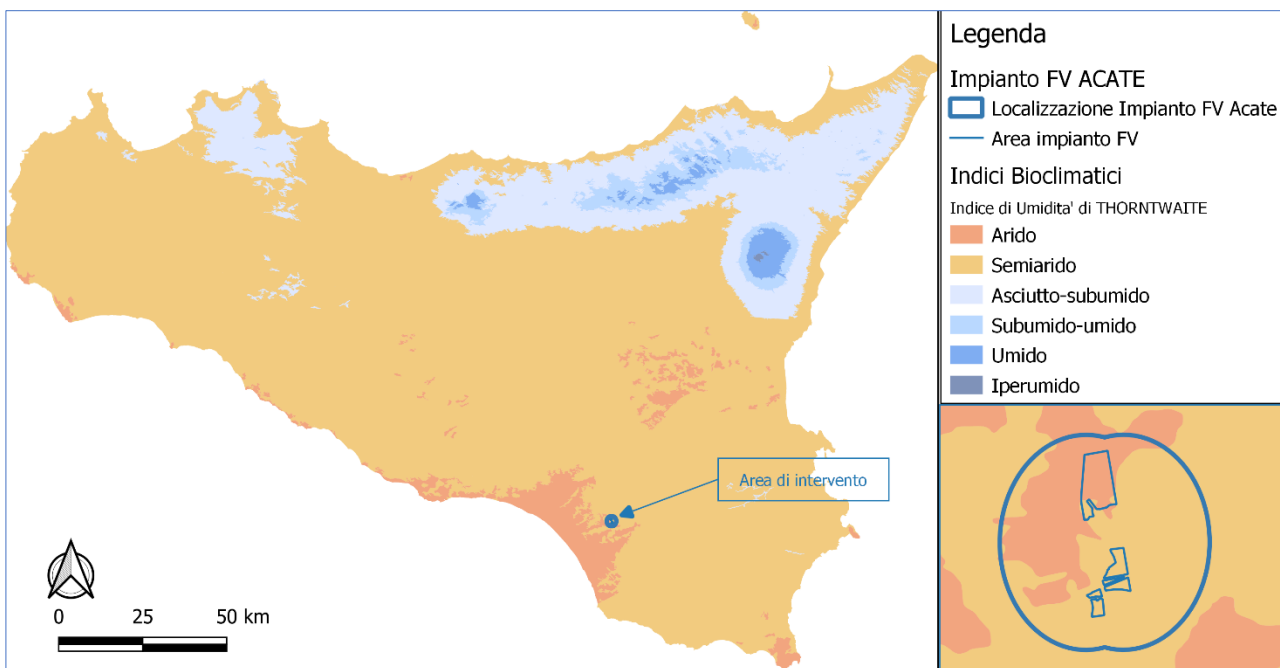 Legenda
Impianto FV ACATE
Localizzazione Impianto FV Acate
Area impianto FV
Indici Bioclimatici
Indice di Umidita' di THORNTWAITE
Arido
Semiarido
Asciutto-subumido
Subumido-umido
Umido
Iperumido
Area di intervento
0 25 50 km